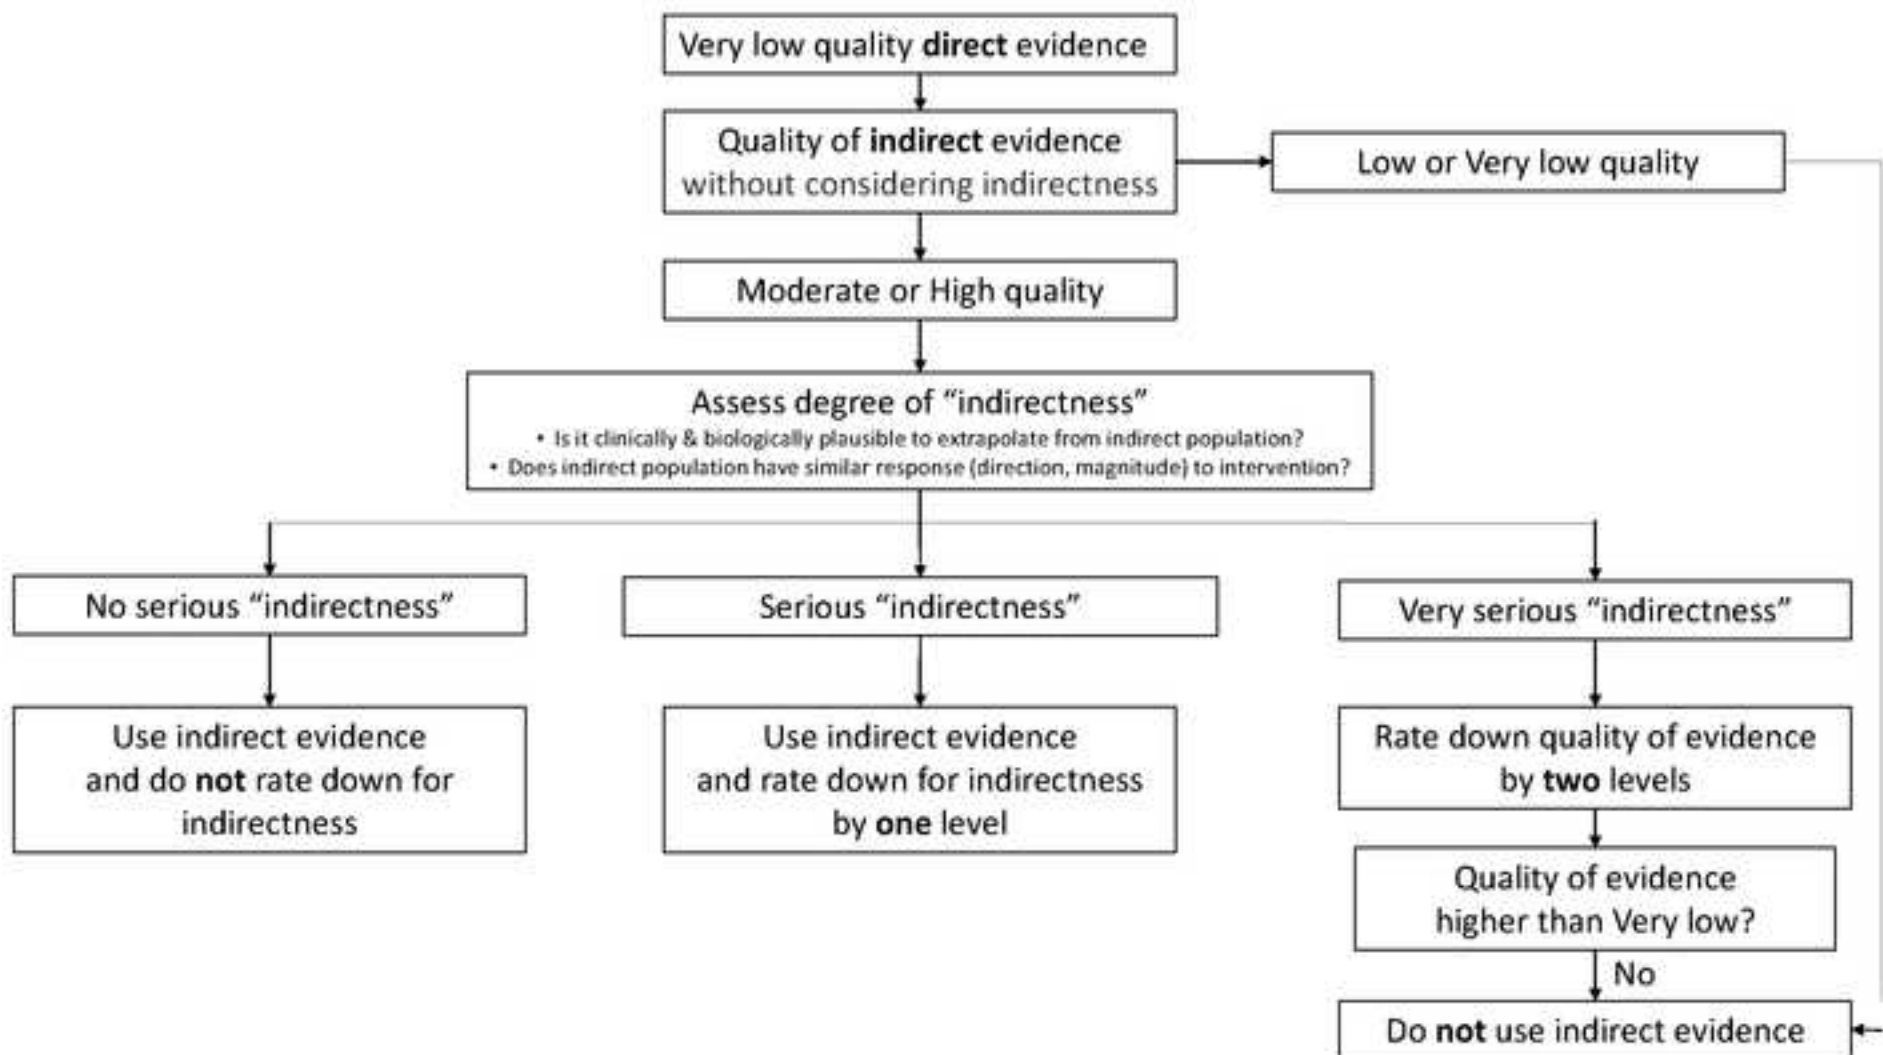 Very low quality direct evidence
Quality of indirect evidence
without considering indirectness
Low or Very low quality
Moderate or High quality
Assess degree of “indirectness”
• Is it clinically & biologically plausible to extrapolate from indirect population?
• Does indirect population have similar response (direction, magnitude) to intervention?
No serious “indirectness”
Serious “indirectness”
Very serious “indirectness”
Use indirect evidence
and do not rate down for
indirectness
Use indirect evidence
and rate down for indirectness
by one level
Rate down quality of evidence
by two levels
Quality of evidence
higher than Very low?
No
Do not use indirect evidence